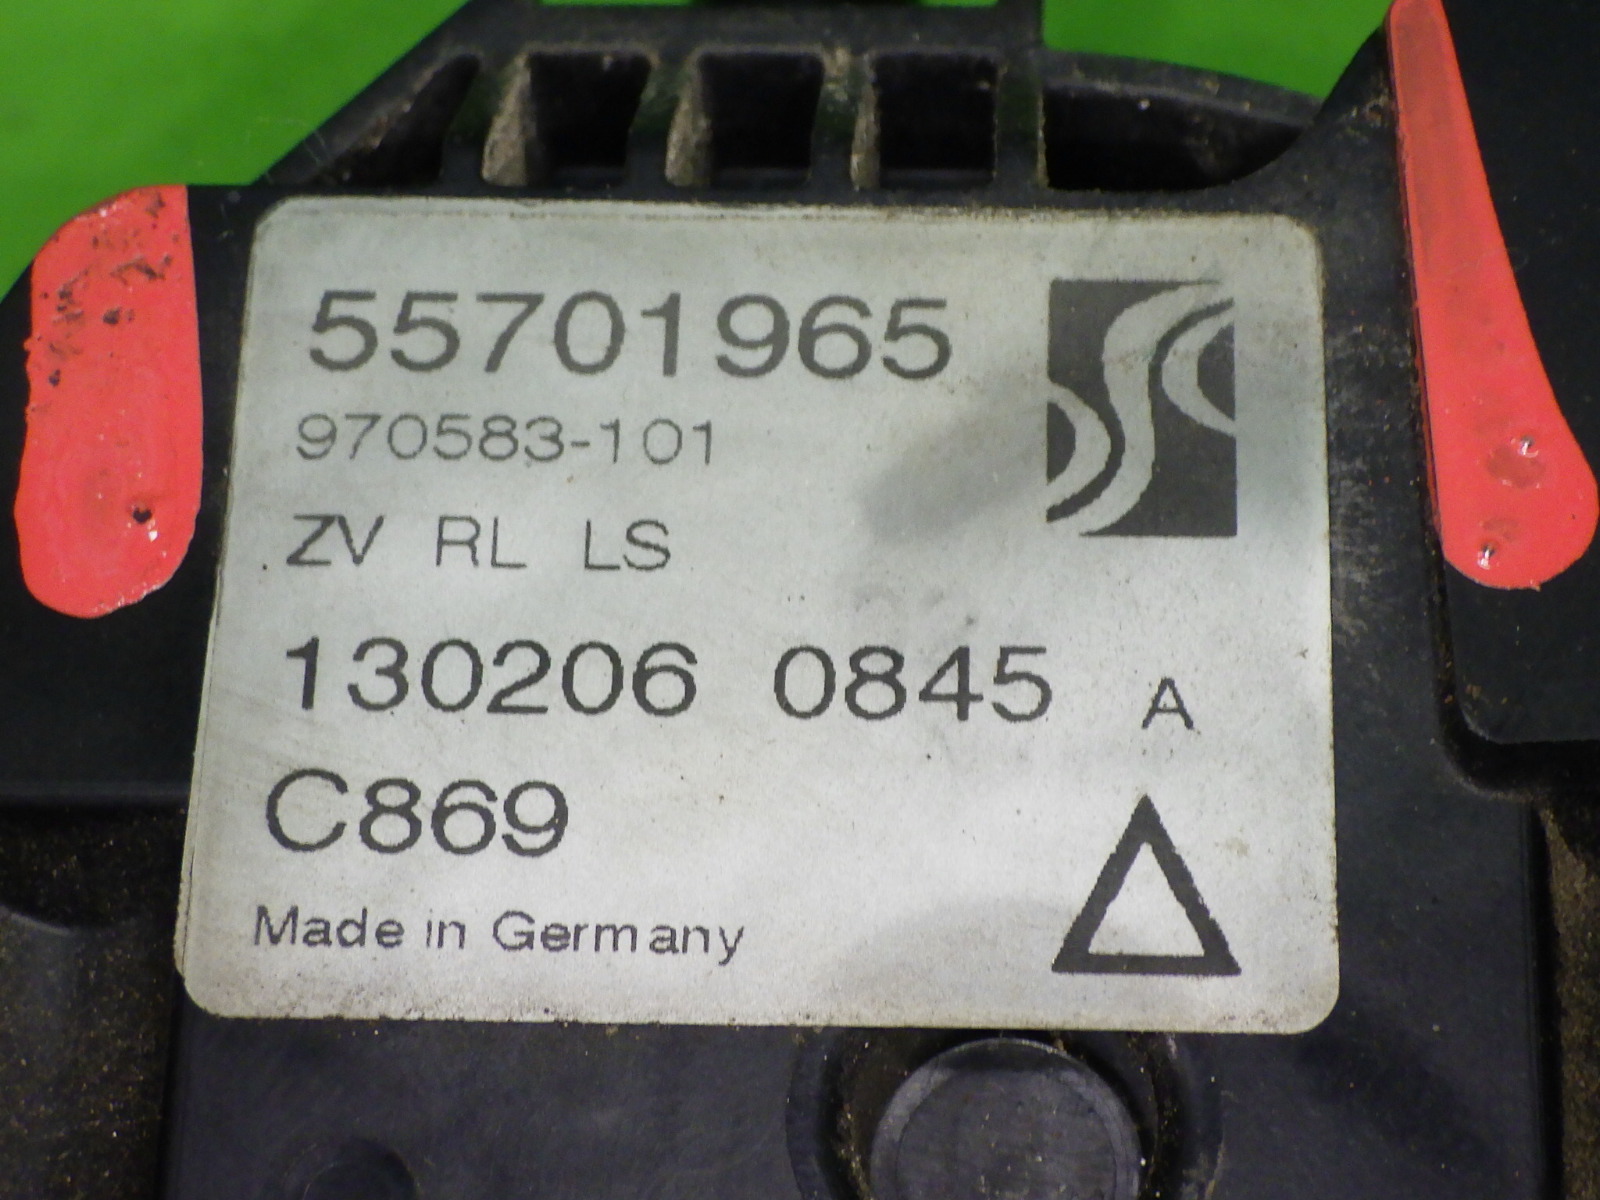 55701965
970583-101
ZV RL LS
130206 0845 A
C869
Made in Germany